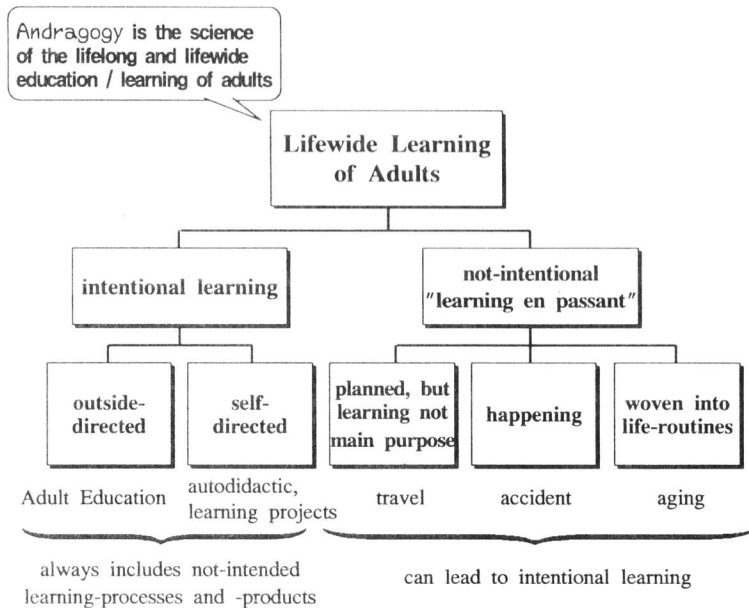 Andragogy is the science
of the lifelong and lifewide
education / learning of adults
Lifewide Learning
of Adults
intentional learning
not-intentional
"learning en passant"
outside-
directed
self-
directed
planned, but
learning not
main purpose
happening
woven into
life-routines
Adult Education
autodidactic,
learning projects
travel
accident
aging
always includes not-intended
learning-processes and -products
can lead to intentional learning